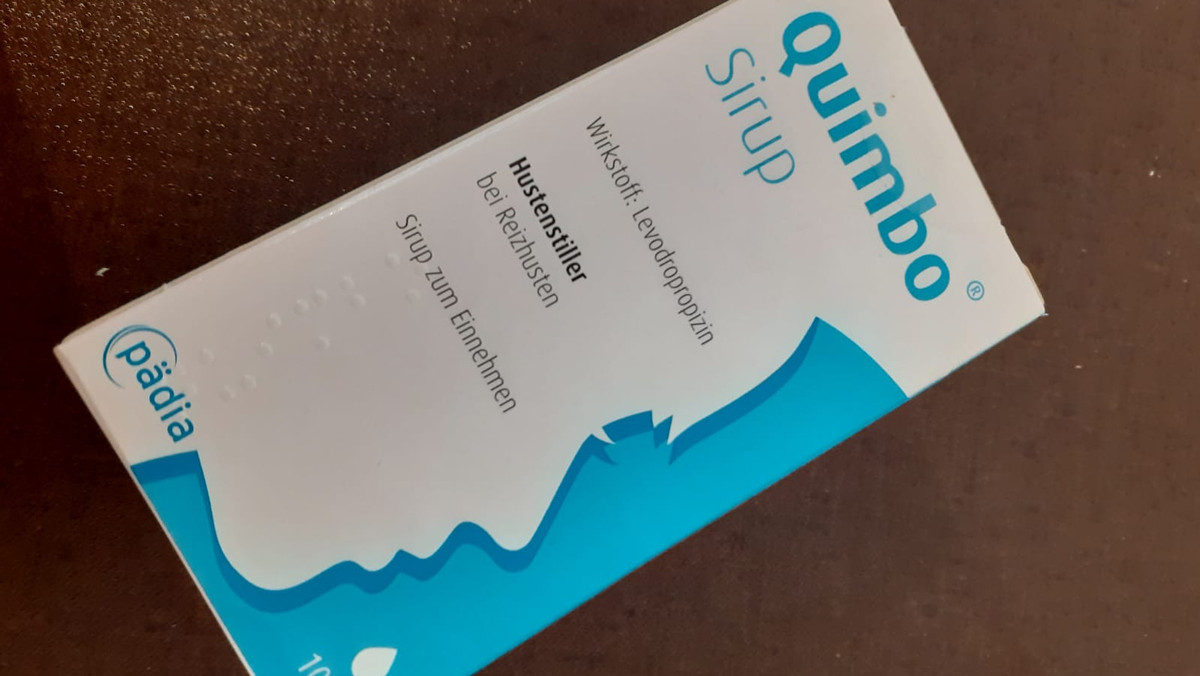 Quimbo®
Sirup
Wirkstoff: Levodropropizin
Hustenstiller
bei Reizhusten
Sirup zum Einnehmen
pädia